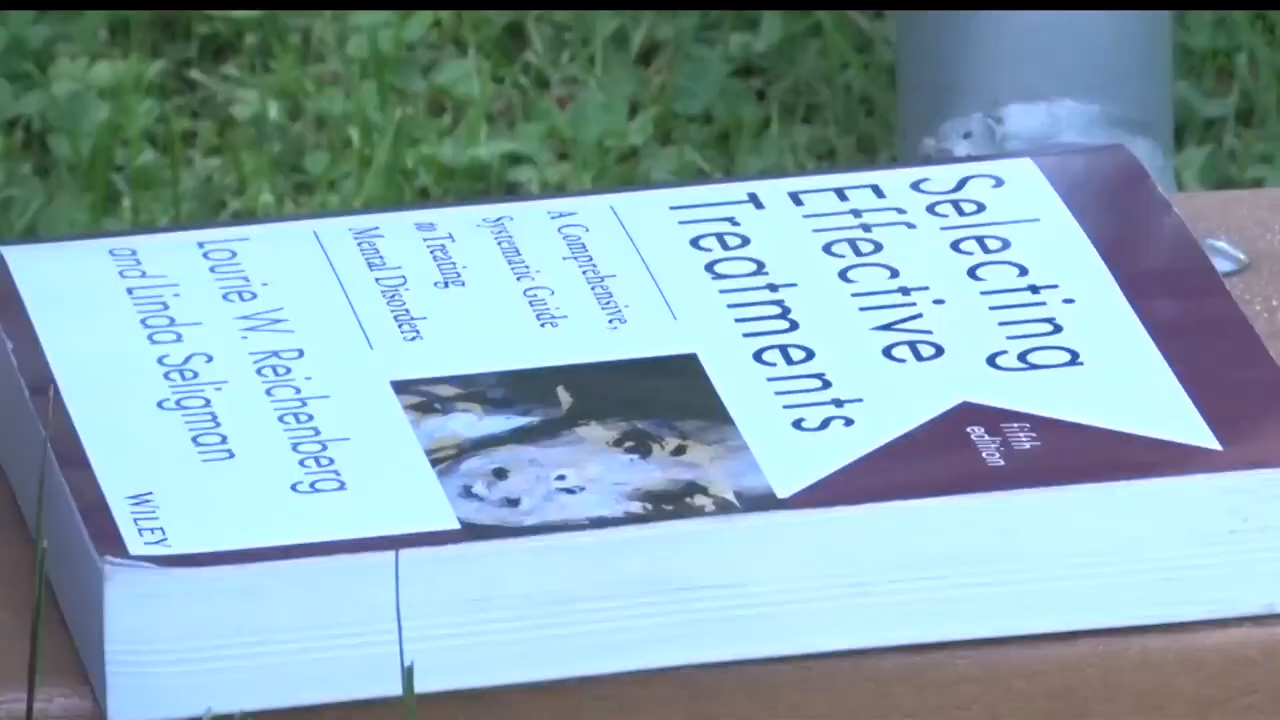 Selecting
Effective
Treatments
fifth
edition
A Comprehensive,
Systematic Guide
to Treating
Mental Disorders
Lourie W. Reichenberg
and Linda Seligman
WILEY